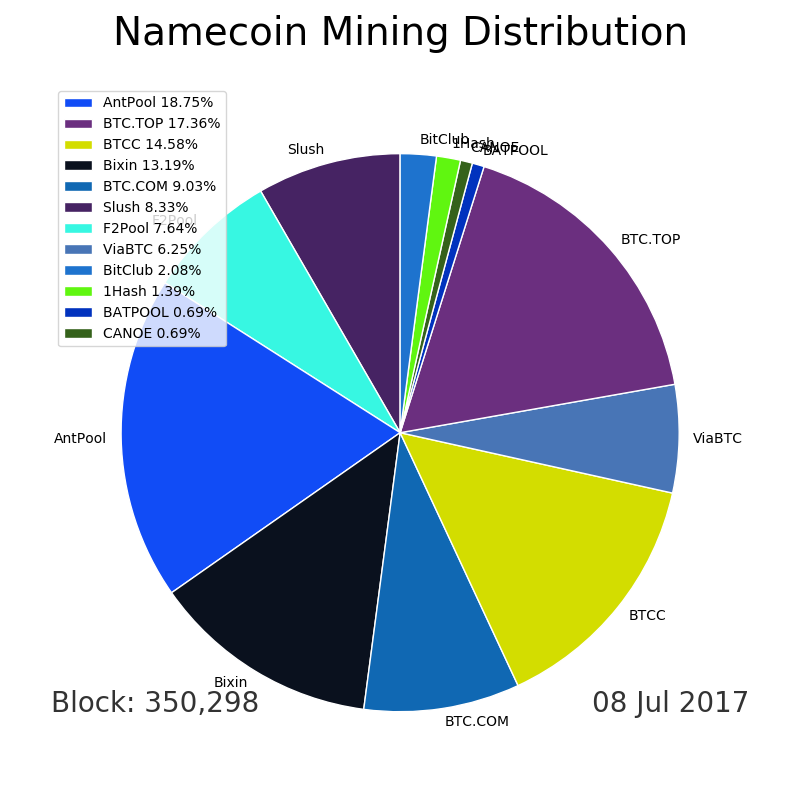 Namecoin Mining Distribution
AntPool 18.75%
BTC.TOP 17.36%
BTCC 14.58%
Bixin 13.19%
BTC.COM 9.03%
Slush 8.33%
F2Pool 7.64%
ViaBTC 6.25%
BitClub 2.08%
1Hash 1.39%
BATPOOL 0.69%
CANOE 0.69%
BitClub
1Hash
CANOE
BATPOOL
Slush
F2Pool
BTC.TOP
AntPool
ViaBTC
BTCC
Bixin
BTC.COM
Block: 350,298
08 Jul 2017